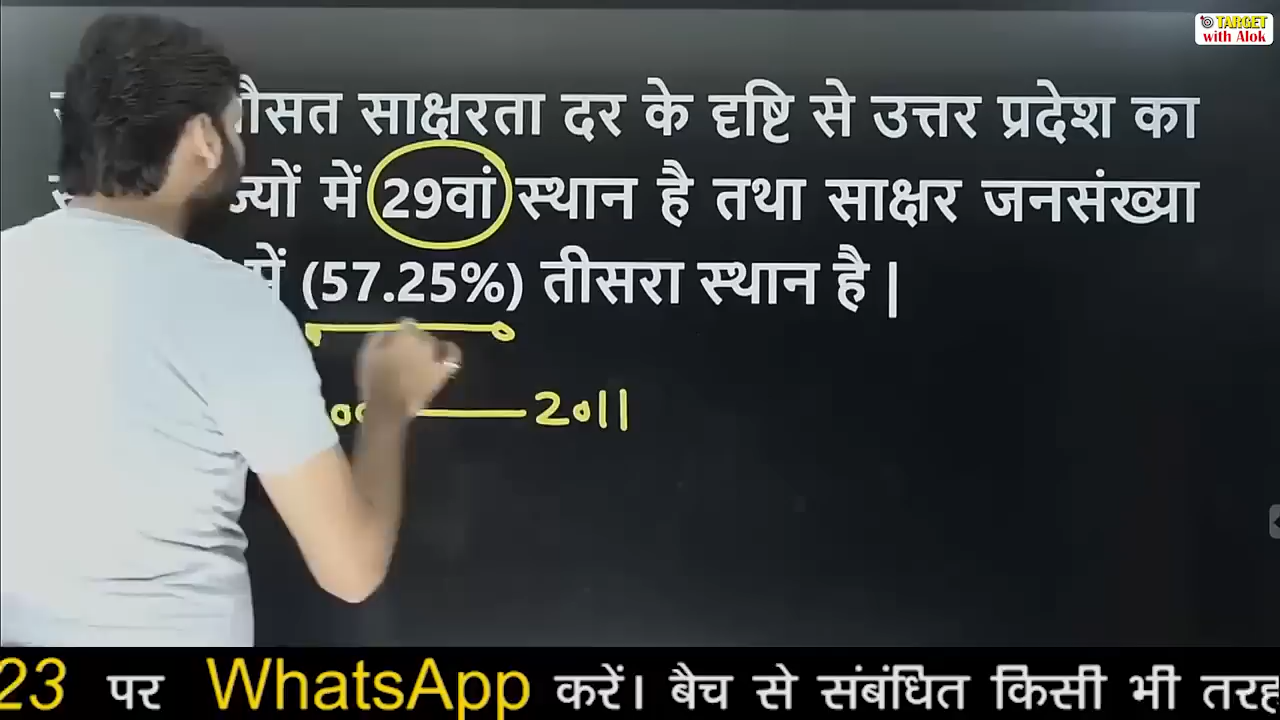 TARGET
with Alok
साक्षरता दर के दृष्टि से उत्तर प्रदेश का
में 29वां स्थान है तथा साक्षर जनसंख्या
में (57.25%) तीसरा स्थान है |
2011
23 पर WhatsApp करें। बैच से संबंधित किसी भी तरह